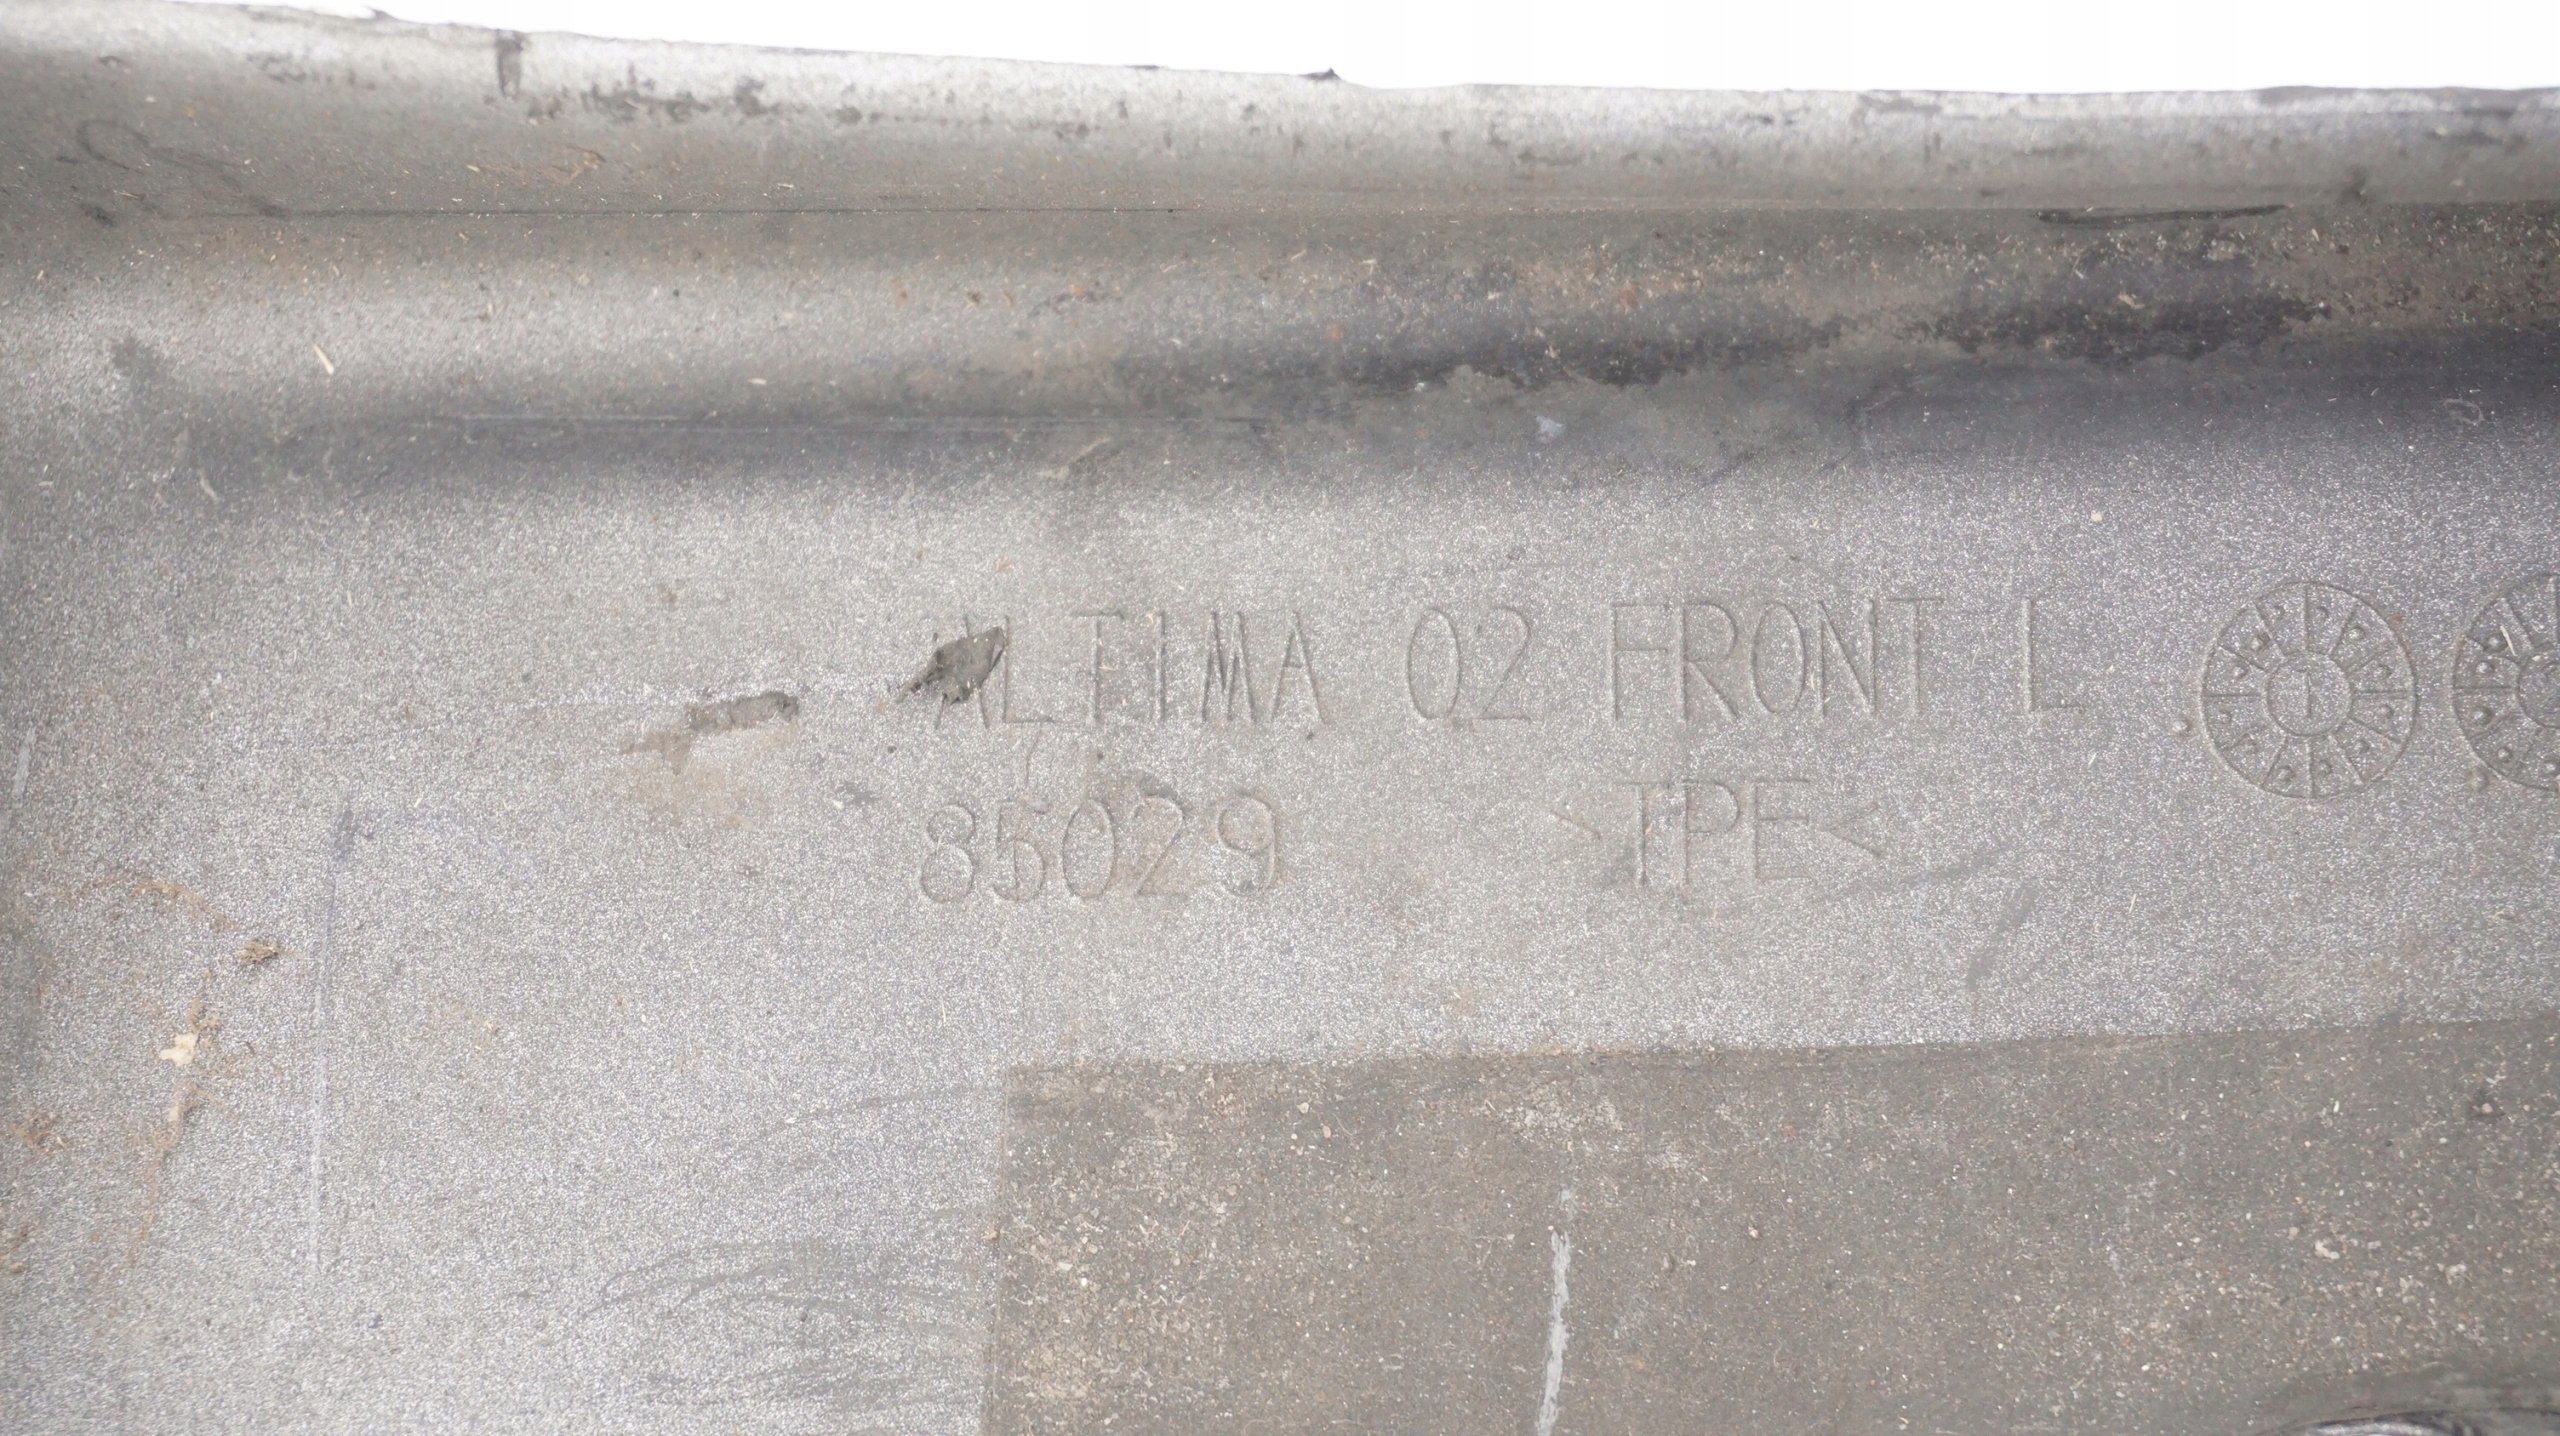 ALTIMA 02 FRONT L
85029 >TPE<